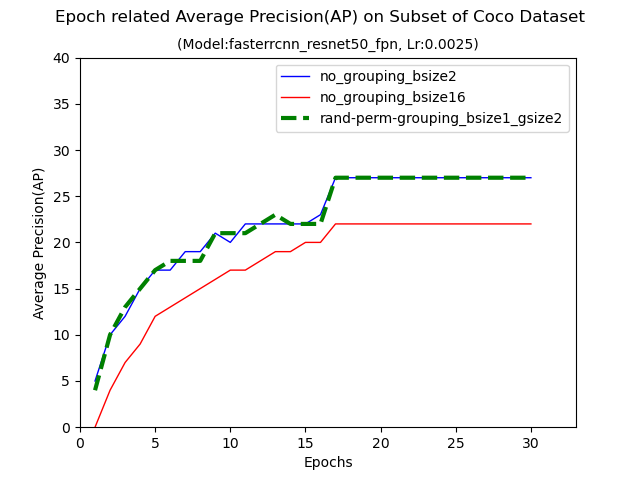 Epoch related Average Precision(AP) on Subset of Coco Dataset
(Model:fasterrcnn_resnet50_fpn, Lr:0.0025)
no_grouping_bsize2
no_grouping_bsize16
rand-perm-grouping_bsize1_gsize2
Average Precision(AP)
40
35
30
25
20
15
10
5
0
0 5 10 15 20 25 30
Epochs